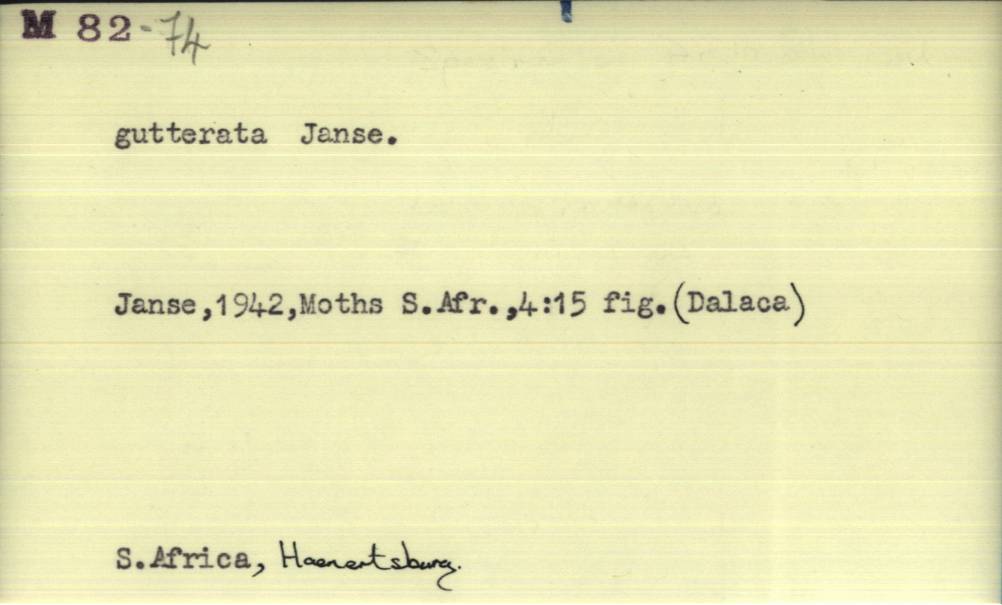 M 82-74
gutterata Janse.
Janse,1942,Moths S.Afr.,4:15 fig.(Dalaca)
S.Africa, Haenertsburg.